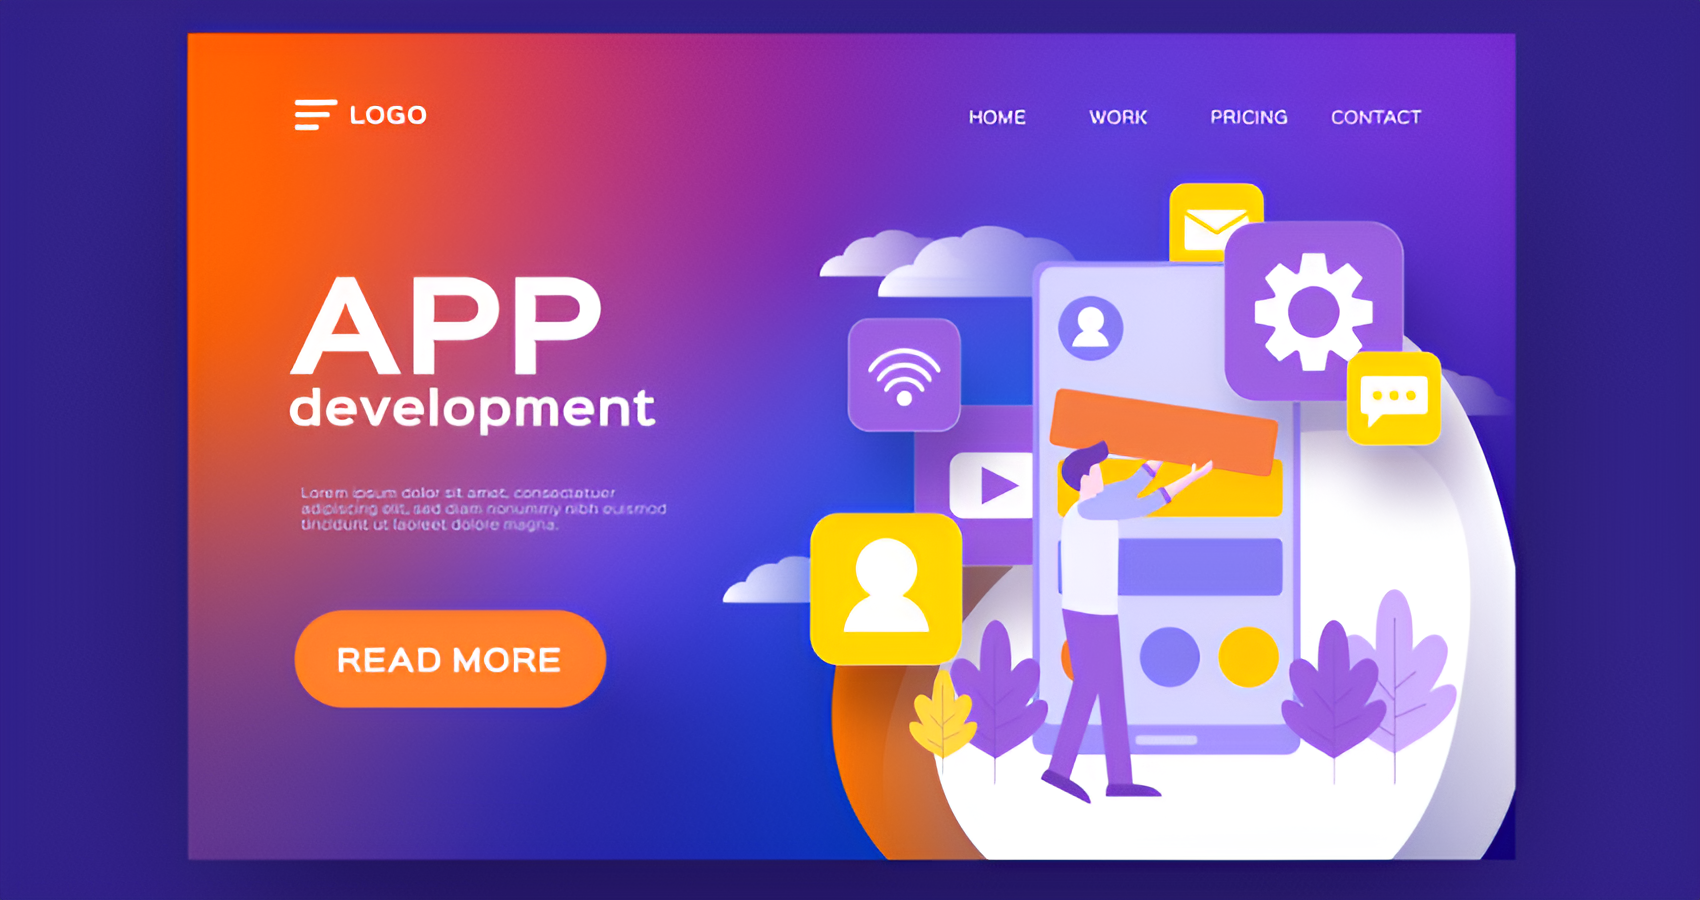 LOGO
HOME WORK PRICING CONTACT
APP
development
Lorem ipsum dolor sit amet, consectetuer
adipiscing elit, sed diam nonummy nibh euismod
tincidunt ut laoreet dolore magna.
READ MORE